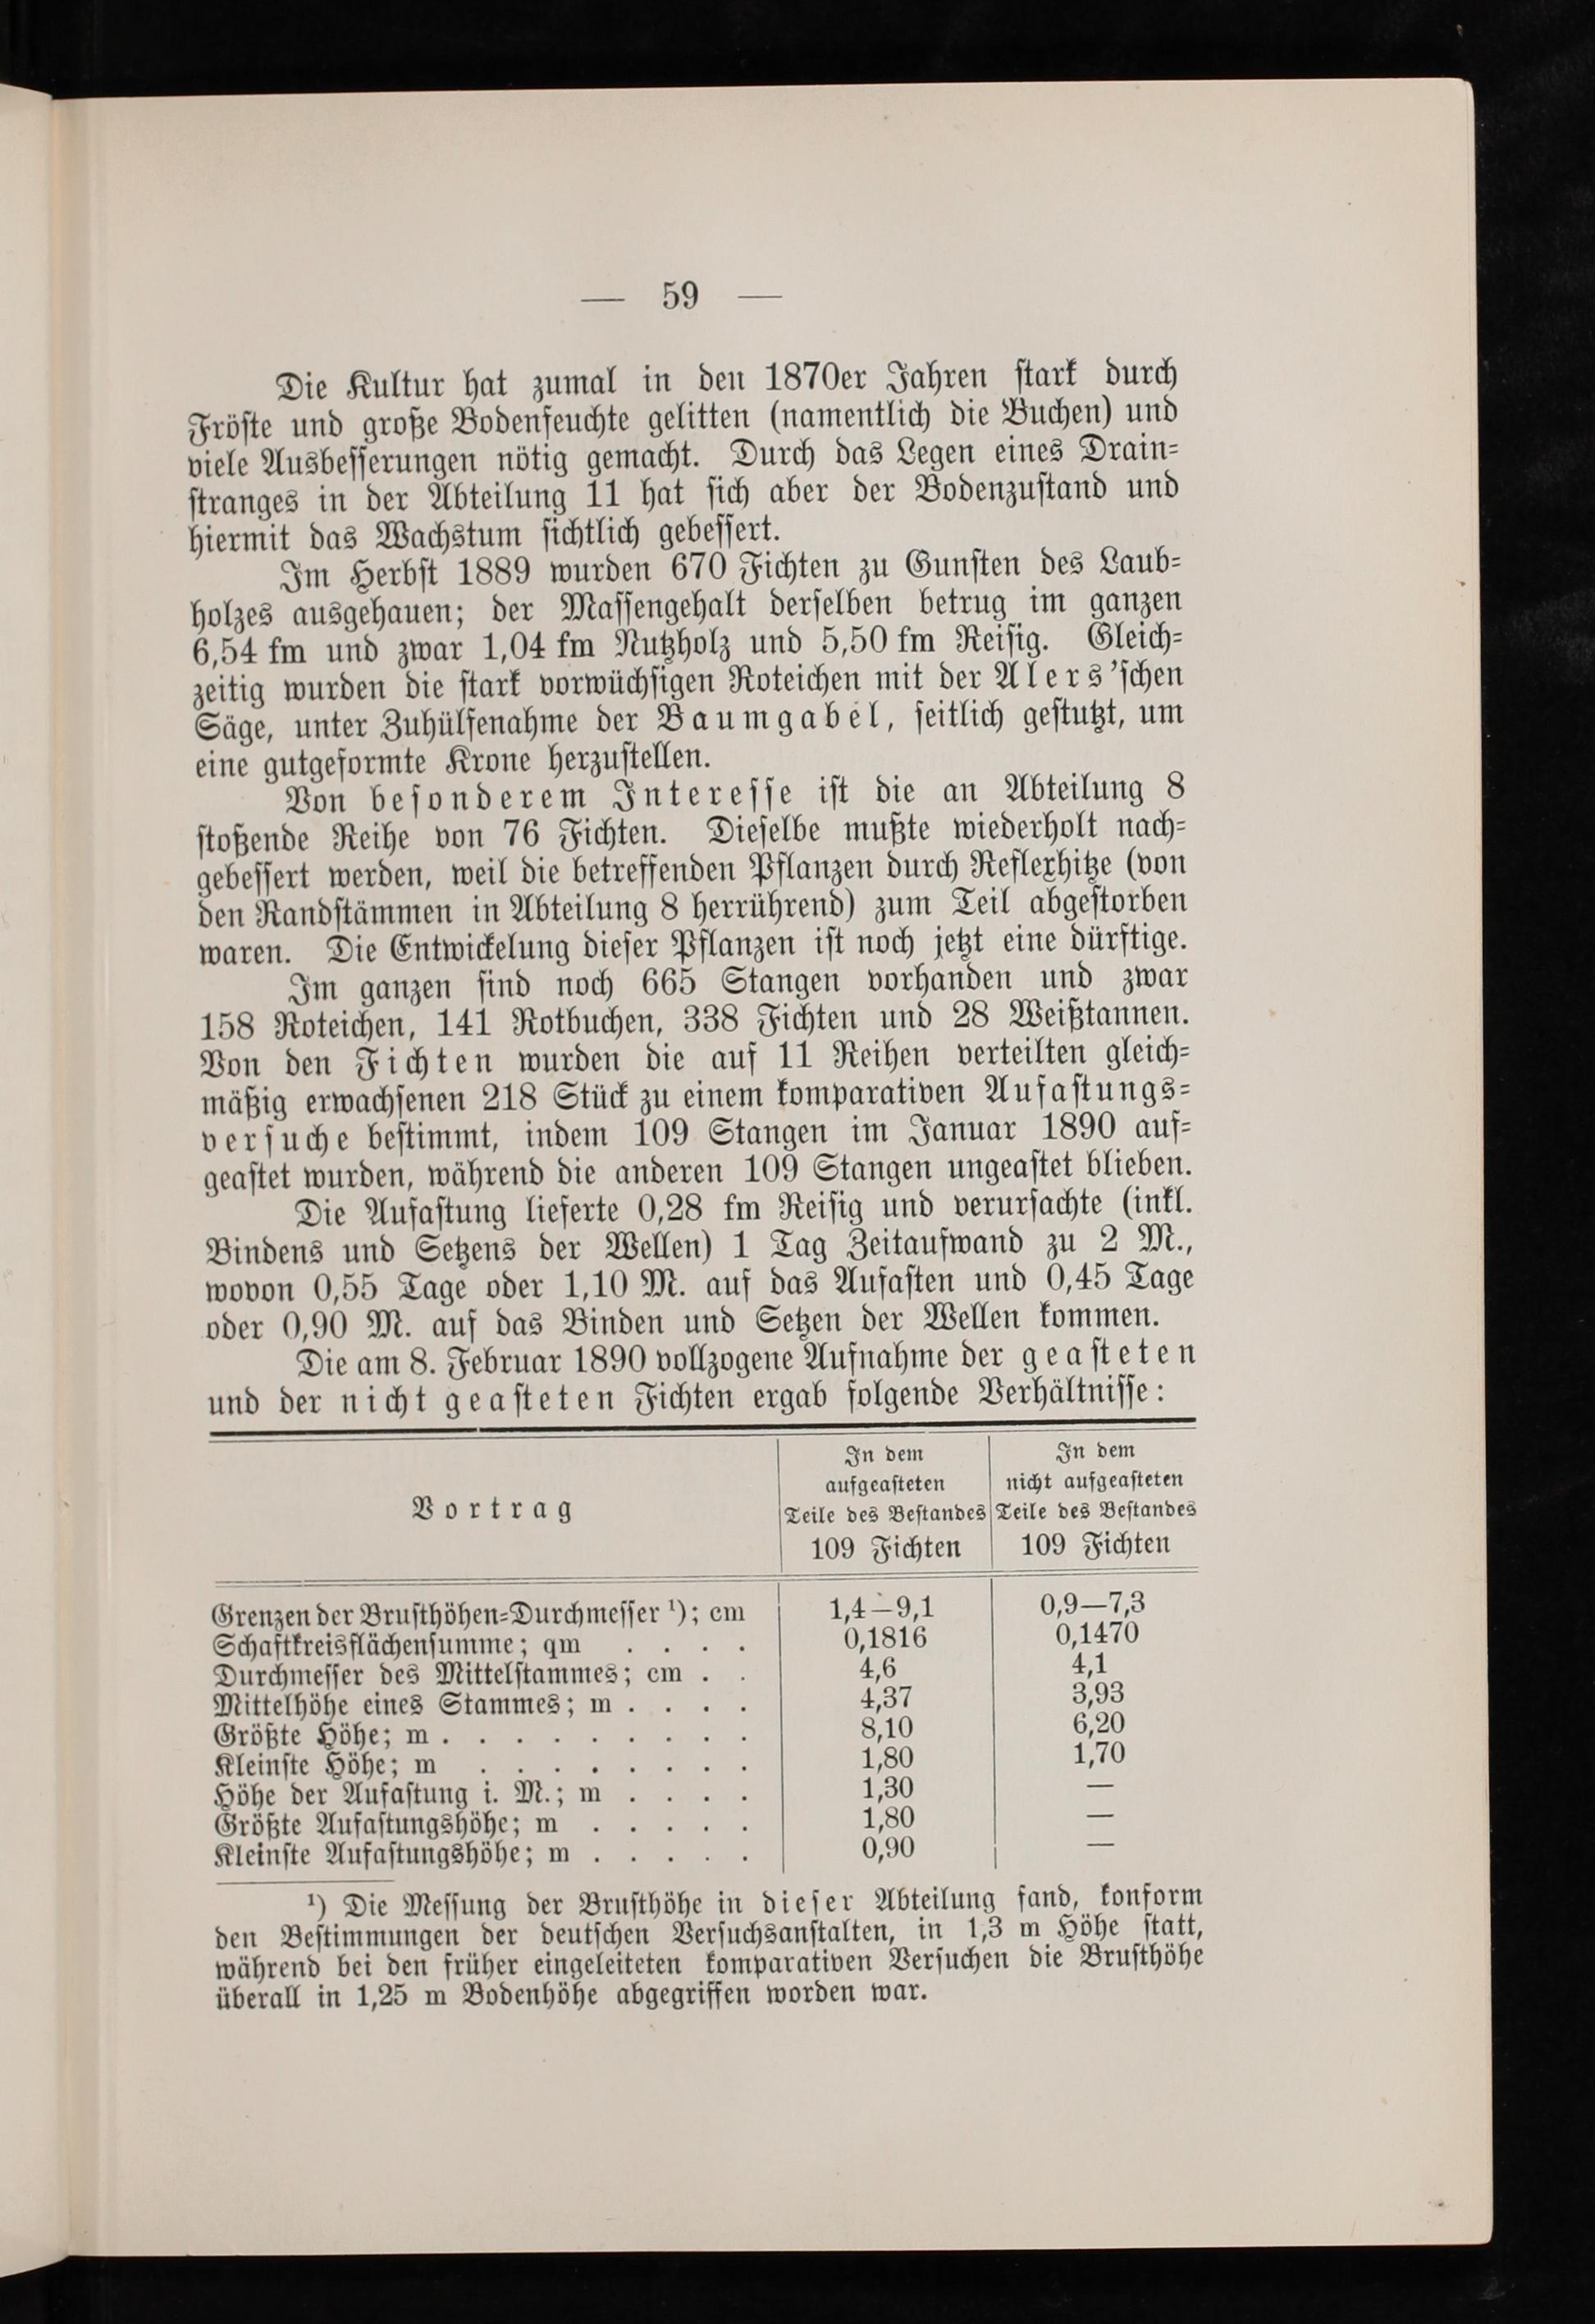 — 59 —
Die Kultur hat zumal in den 1870er Jahren stark durch
Fröste und große Bodenfeuchte gelitten (namentlich die Buchen) und
viele Ausbesserungen nötig gemacht. Durch das Legen eines Drain-
stranges in der Abteilung 11 hat sich aber der Bodenzustand und
hiermit das Wachstum sichtlich gebessert.
Im Herbst 1889 wurden 670 Fichten zu Gunsten des Laub-
holzes ausgehauen; der Massengehalt derselben betrug im ganzen
6,54 fm und zwar 1,04 fm Nutzholz und 5,50 fm Reisig. Gleich-
zeitig wurden die stark vorwüchsigen Roteichen mit der Alers'schen
Säge, unter Zuhülfenahme der Baumgabel, seitlich gestutzt, um
eine gutgeformte Krone herzustellen.
Von besonderem Interesse ist die an Abteilung 8
stoßende Reihe von 76 Fichten. Dieselbe mußte wiederholt nach-
gebessert werden, weil die betreffenden Pflanzen durch Reflexhitze (von
den Randstämmen in Abteilung 8 herrührend) zum Teil abgestorben
waren. Die Entwickelung dieser Pflanzen ist noch jetzt eine dürftige.
Im ganzen sind noch 665 Stangen vorhanden und zwar
158 Roteichen, 141 Rotbuchen, 338 Fichten und 28 Weißtannen.
Von den Fichten wurden die auf 11 Reihen verteilten gleich-
mäßig erwachsenen 218 Stück zu einem komparativen Aufastungs-
versuche bestimmt, indem 109 Stangen im Januar 1890 auf-
geastet wurden, während die anderen 109 Stangen ungeastet blieben.
Die Aufastung lieferte 0,28 fm Reisig und verursachte (inkl.
Bindens und Setzens der Wellen) 1 Tag Zeitaufwand zu 2 M.,
wovon 0,55 Tage oder 1,10 M. auf das Aufasten und 0,45 Tage
oder 0,90 M. auf das Binden und Setzen der Wellen kommen.
Die am 8. Februar 1890 vollzogene Aufnahme der geasteten
und der nicht geasteten Fichten ergab folgende Verhältnisse:
Vortrag
In dem
aufgeasteten
Teile des Bestandes
109 Fichten
In dem
nicht aufgeasteten
Teile des Bestandes
109 Fichten
Grenzen der Brusthöhen-Durchmesser ¹); cm 1,4—9,1 0,9—7,3
Schaftkreisflächensumme; qm . . . . 0,1816 0,1470
Durchmesser des Mittelstammes; cm . . 4,6 4,1
Mittelhöhe eines Stammes; m . . . . 4,37 3,93
Größte Höhe; m . . . . . . . . . 8,10 6,20
Kleinste Höhe; m . . . . . . . . 1,80 1,70
Höhe der Aufastung i. M.; m . . . . 1,30 —
Größte Aufastungshöhe; m . . . . . 1,80 —
Kleinste Aufastungshöhe; m . . . . . 0,90 —
¹) Die Messung der Brusthöhe in dieser Abteilung fand, konform
den Bestimmungen der deutschen Versuchsanstalten, in 1,3 m Höhe statt,
während bei den früher eingeleiteten komparativen Versuchen die Brusthöhe
überall in 1,25 m Bodenhöhe abgegriffen worden war.